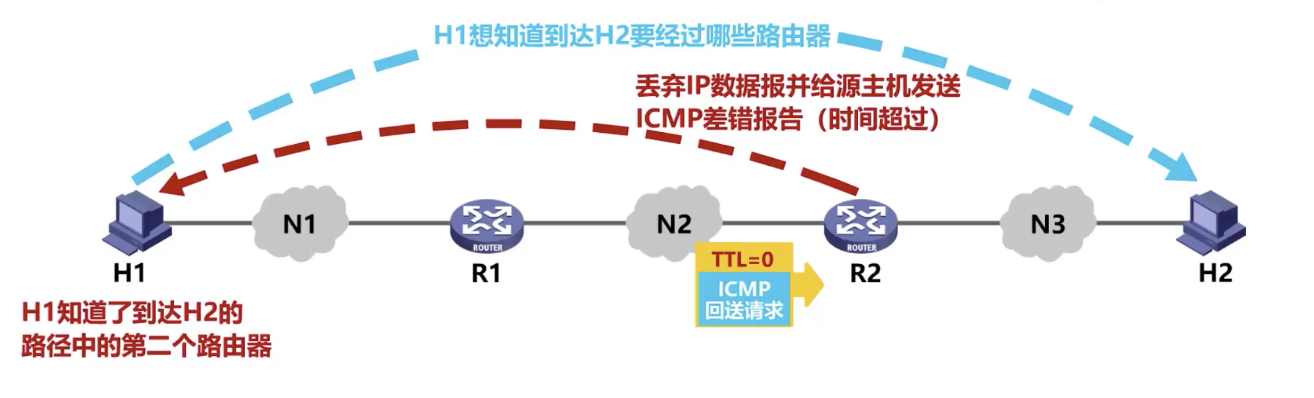 H1想知道到达H2要经过哪些路由器
丢弃IP数据报并给源主机发送
ICMP差错报告（时间超过）
N1
N2
N3
ROUTER
ROUTER
H1
R1
TTL=0
ICMP
回送请求
R2
H2
H1知道了到达H2的
路径中的第二个路由器